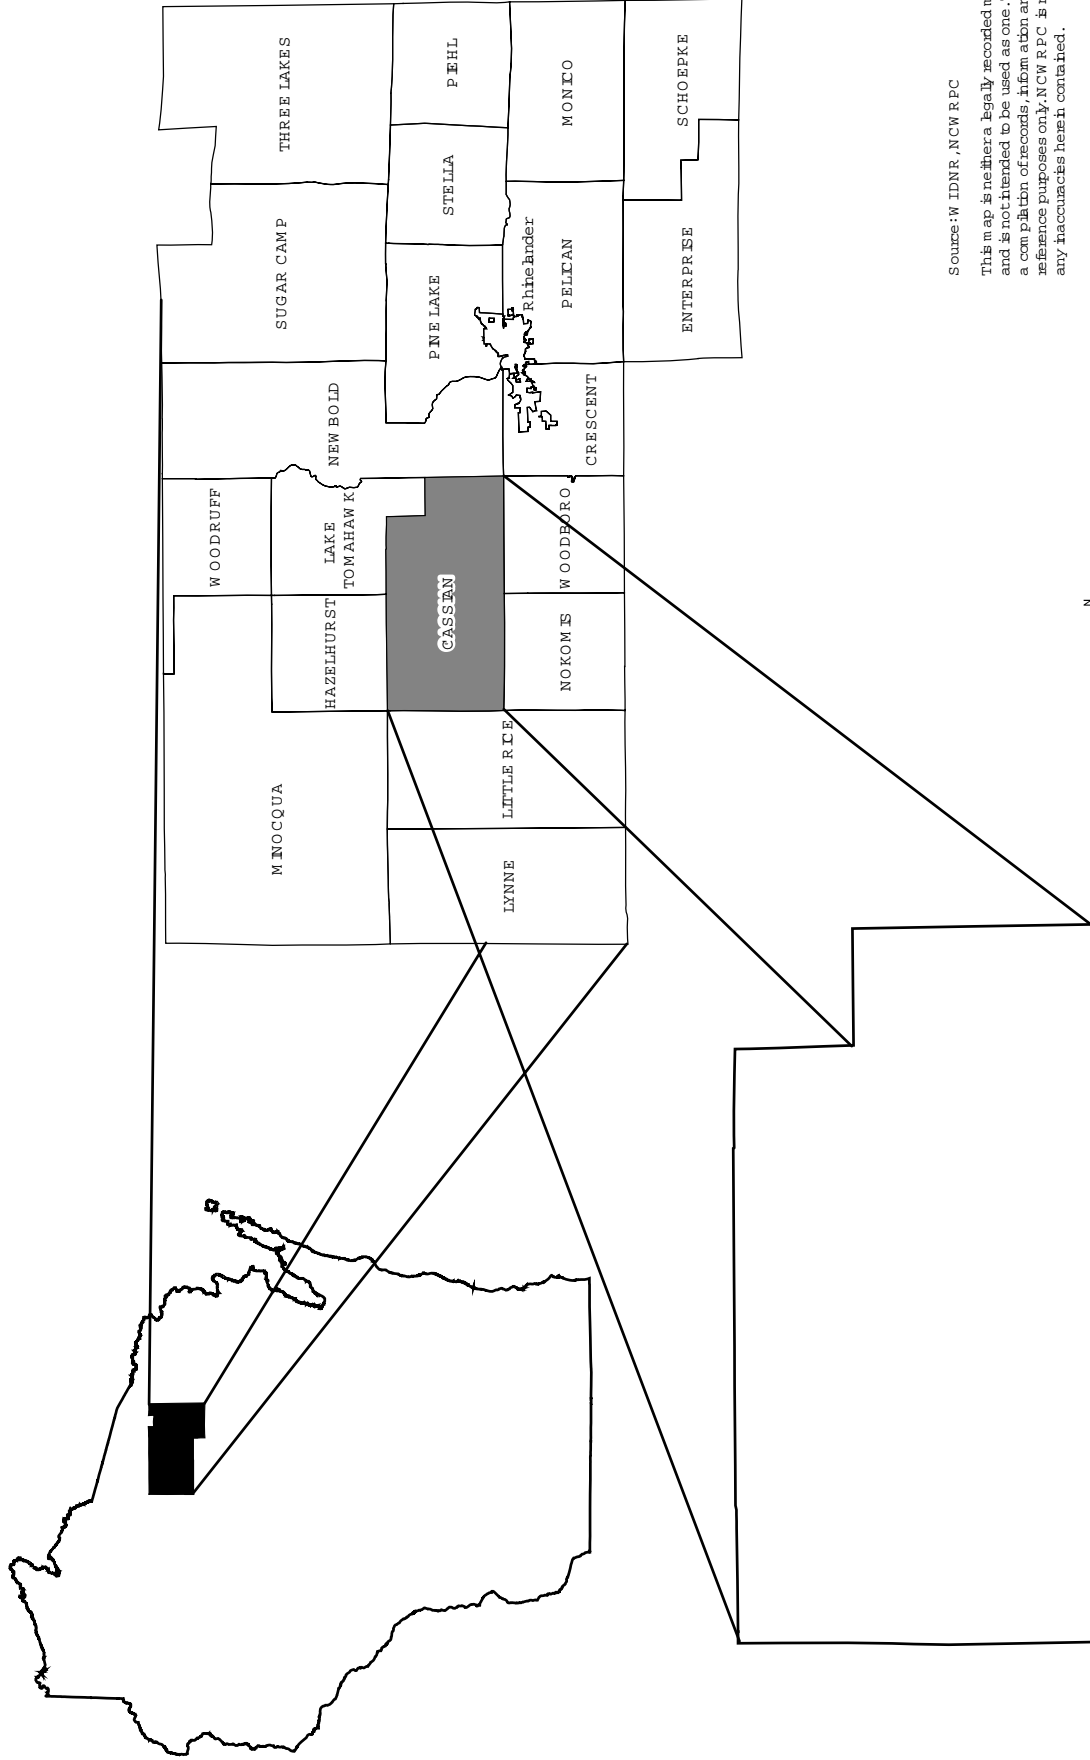 MINOCQUA
WOODRUFF
HAZELHURST
LAKE
TOMAHAWK
NEWBOLD
SUGAR CAMP
THREE LAKES
LYNNE
LITTLE RICE
CASSIAN
PINE LAKE
STELLA
PIEHL
NOKOMIS
WOODBORO
CRESCENT
Rhinelander
PELICAN
MONICO
ENTERPRISE
SCHOEPKE
Source: WI DNR, NCWRPC
This map is neither a legally recorded
and is not intended to be used as one.
a compilation of records, information
reference purposes only. NCWRPC is
any inaccuracies herein contained.
N